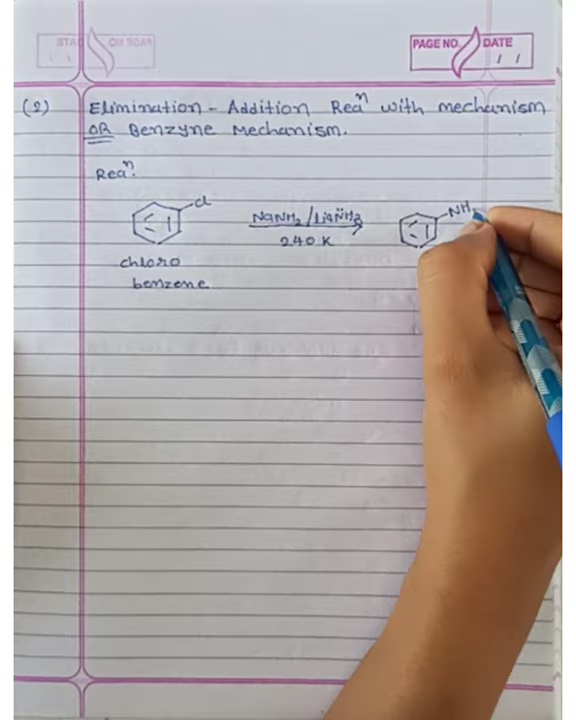 PAGE NO. DATE
/ /
(2) Elimination - Addition Reaⁿ with mechanism
OR Benzyne Mechanism.
Reaⁿ.
Cl NaNH₂ / Liq NH₃ NH₂
240 K
chloro
benzene